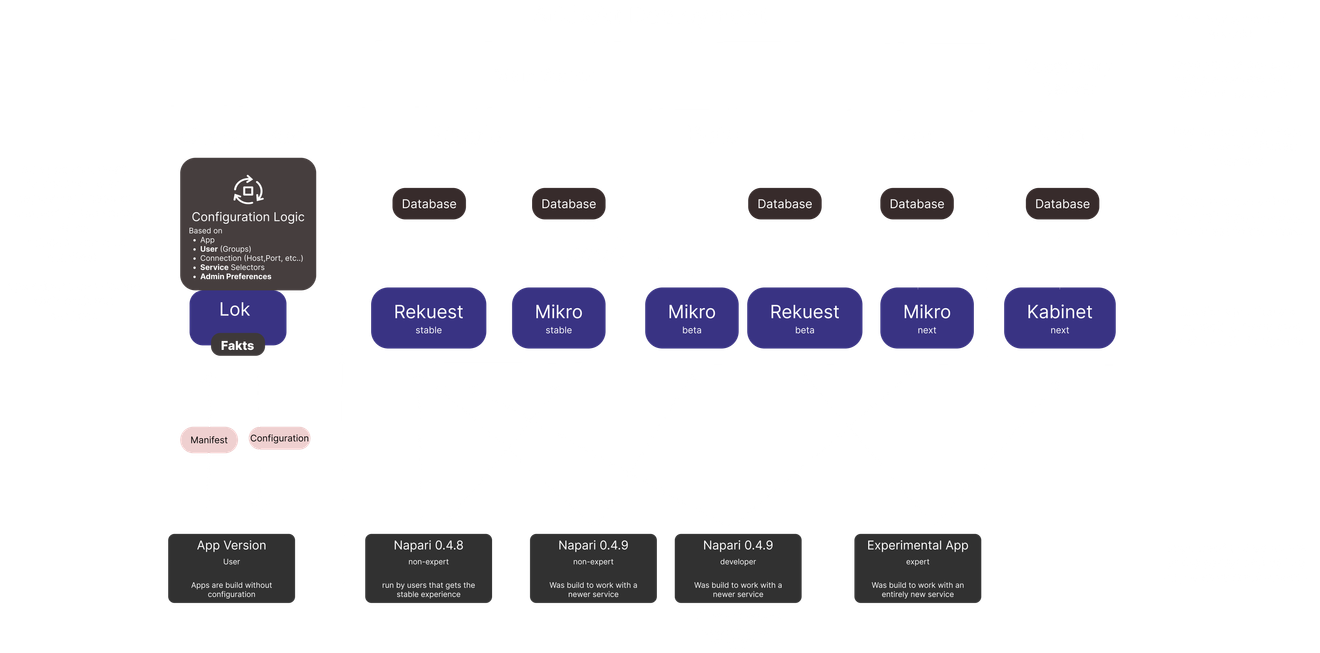 Configuration Logic
Based on
• App
• User (Groups)
• Connection (Host,Port, etc..)
• Service Selectors
• Admin Preferences
Lok
Fakts
Database
Database
Database
Database
Database
Rekuest
stable
Mikro
stable
Mikro
beta
Rekuest
beta
Mikro
next
Kabinet
next
Manifest
Configuration
App Version
User
Apps are build without
configuration
Napari 0.4.8
non-expert
run by users that gets the
stable experience
Napari 0.4.9
non-expert
Was build to work with a
newer service
Napari 0.4.9
developer
Was build to work with a
newer service
Experimental App
expert
Was build to work with an
entirely new service